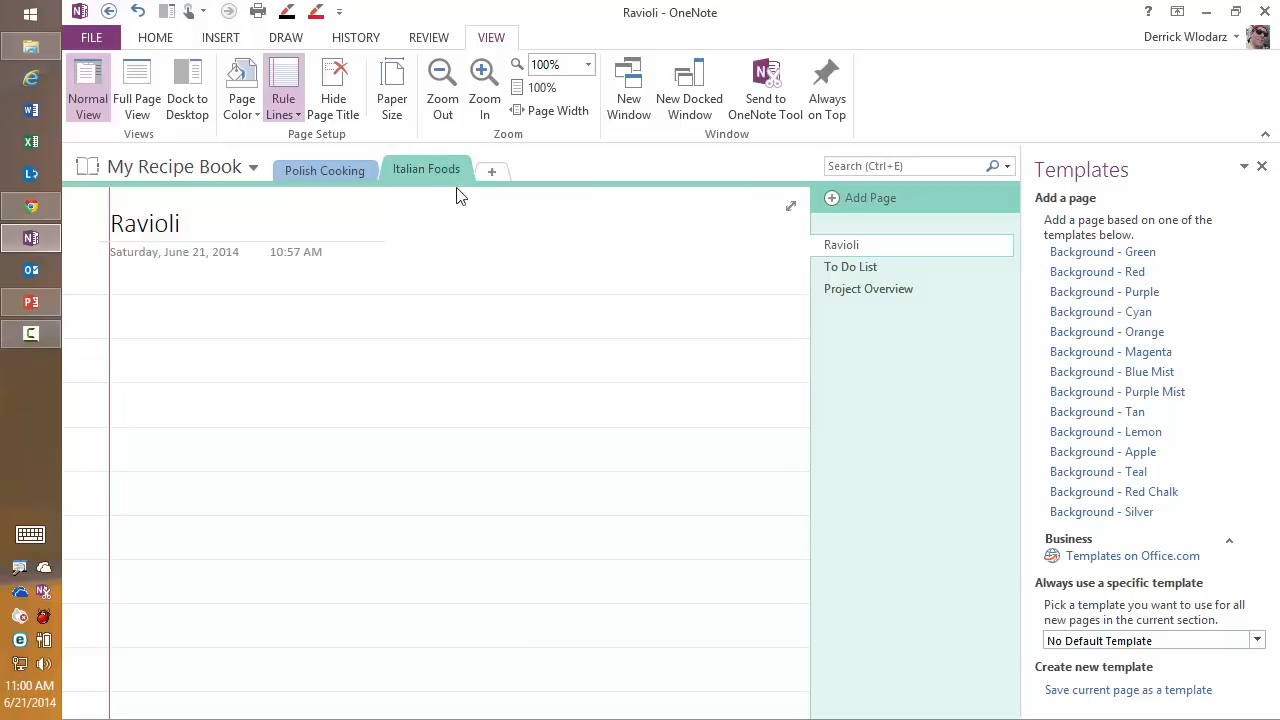 Ravioli - OneNote
FILE HOME INSERT DRAW HISTORY REVIEW VIEW
Derrick Wlodarz
Normal View
Full Page View
Dock to Desktop
Views
Page Color
Rule Lines
Hide Page Title
Paper Size
Page Setup
Zoom Out
Zoom In
100%
100%
Page Width
Zoom
New Window
New Docked Window
Send to OneNote Tool
Always on Top
Window
My Recipe Book
Polish Cooking
Italian Foods
Search (Ctrl+E)
Ravioli
Saturday, June 21, 2014 10:57 AM
Add Page
Ravioli
To Do List
Project Overview
Templates
Add a page
Add a page based on one of the
templates below.
Background - Green
Background - Red
Background - Purple
Background - Cyan
Background - Orange
Background - Magenta
Background - Blue Mist
Background - Purple Mist
Background - Tan
Background - Lemon
Background - Apple
Background - Teal
Background - Red Chalk
Background - Silver
Business
Templates on Office.com
Always use a specific template
Pick a template you want to use for all
new pages in the current section.
No Default Template
Create new template
Save current page as a template
11:00 AM
6/21/2014